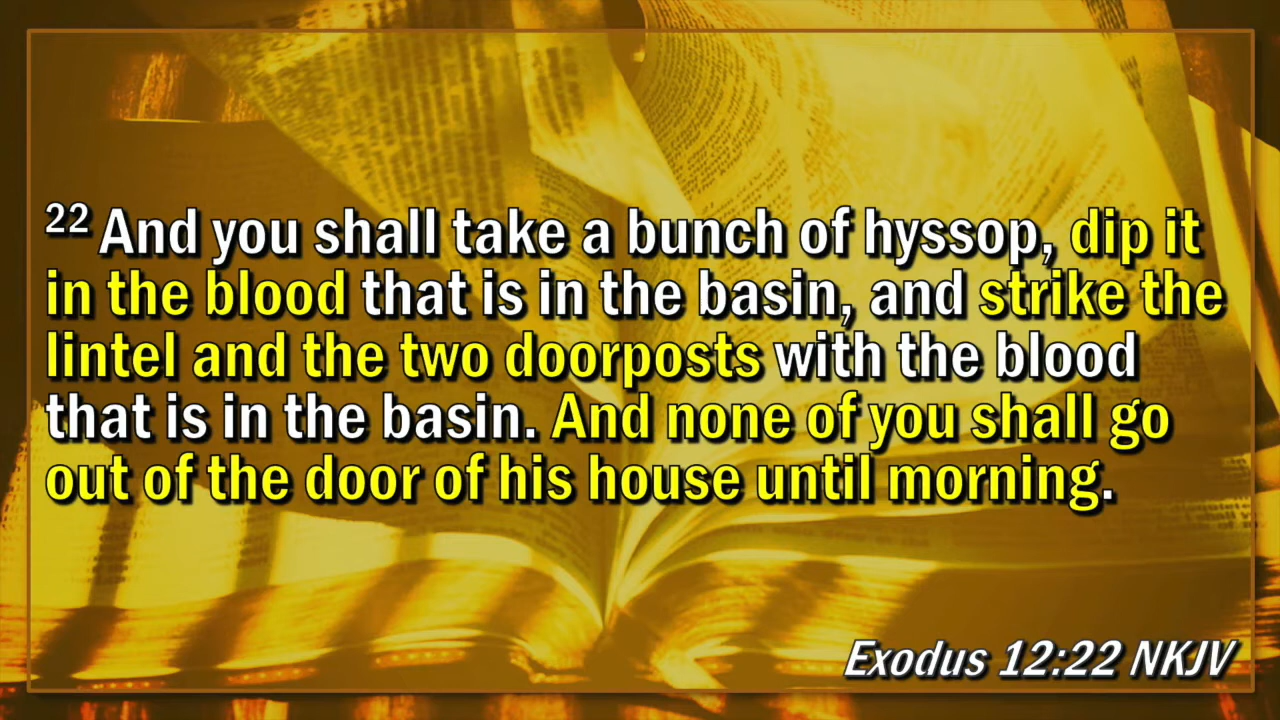 22 And you shall take a bunch of hyssop, dip it
in the blood that is in the basin, and strike the
lintel and the two doorposts with the blood
that is in the basin. And none of you shall go
out of the door of his house until morning.
Exodus 12:22 NKJV